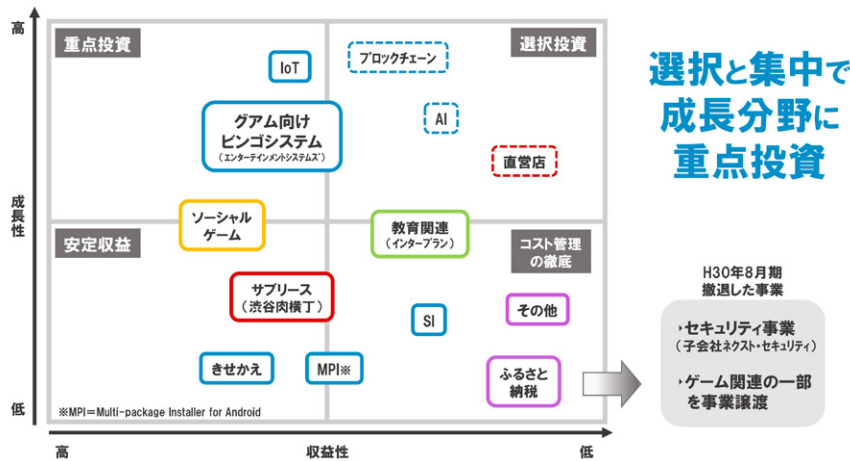 高
重点投資
選択投資
IoT
ブロックチェーン
グアム向け
ビンゴシステム
(エンターテインメントシステムズ)
AI
直営店
選択と集中で
成長分野に
重点投資
成長性
ソーシャル
ゲーム
教育関連
(インタープラン)
安定収益
コスト管理
の徹底
サブリース
(渋谷肉横丁)
SI
その他
きせかえ
MPI※
ふるさと
納税
※MPI=Multi-package Installer for Android
低
高
収益性
低
H30年8月期
撤退した事業
・セキュリティ事業
(子会社ネクスト・セキュリティ)
・ゲーム関連の一部
を事業譲渡